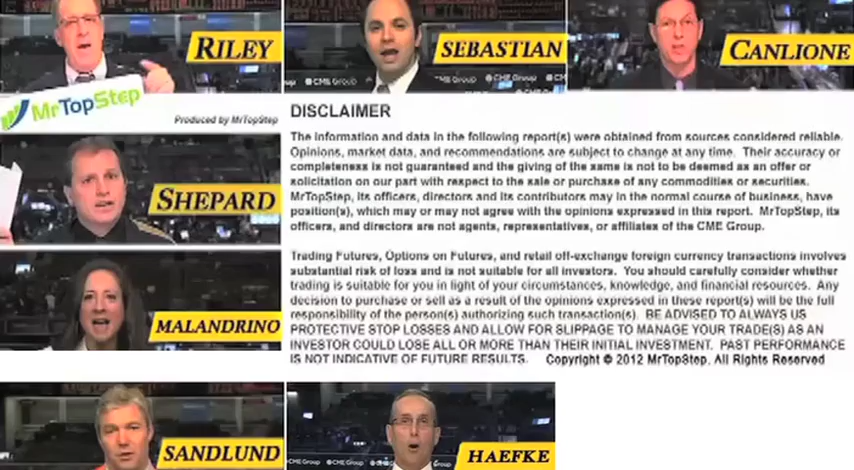 RILEY
SEBASTIAN
CANLIONE
CME Group
CME Group
CME Group
MrTopStep
Produced by MrTopStep
SHEPARD
MALANDRINO
DISCLAIMER
The information and data in the following report(s) were obtained from sources considered reliable.
Opinions, market data, and recommendations are subject to change at any time. Their accuracy or
completeness is not guaranteed and the giving of the same is not to be deemed as an offer or
solicitation on our part with respect to the sale or purchase of any commodities or securities.
MrTopStep, its officers, directors and its contributors may in the normal course of business, have
position(s), which may or may not agree with the opinions expressed in this report. MrTopStep, its
officers, and directors are not agents, representatives, or affiliates of the CME Group.
Trading Futures, Options on Futures, and retail off-exchange foreign currency transactions involves
substantial risk of loss and is not suitable for all investors. You should carefully consider whether
trading is suitable for you in light of your circumstances, knowledge, and financial resources. Any
decision to purchase or sell as a result of the opinions expressed in these report(s) will be the full
responsibility of the person(s) authorizing such transaction(s). BE ADVISED TO ALWAYS US
PROTECTIVE STOP LOSSES AND ALLOW FOR SLIPPAGE TO MANAGE YOUR TRADE(S) AS AN
INVESTOR COULD LOSE ALL OR MORE THAN THEIR INITIAL INVESTMENT. PAST PERFORMANCE
IS NOT INDICATIVE OF FUTURE RESULTS. Copyright © 2012 MrTopStep. All Rights Reserved
SANDLUND
HAEFKE
CME Group
CME Group